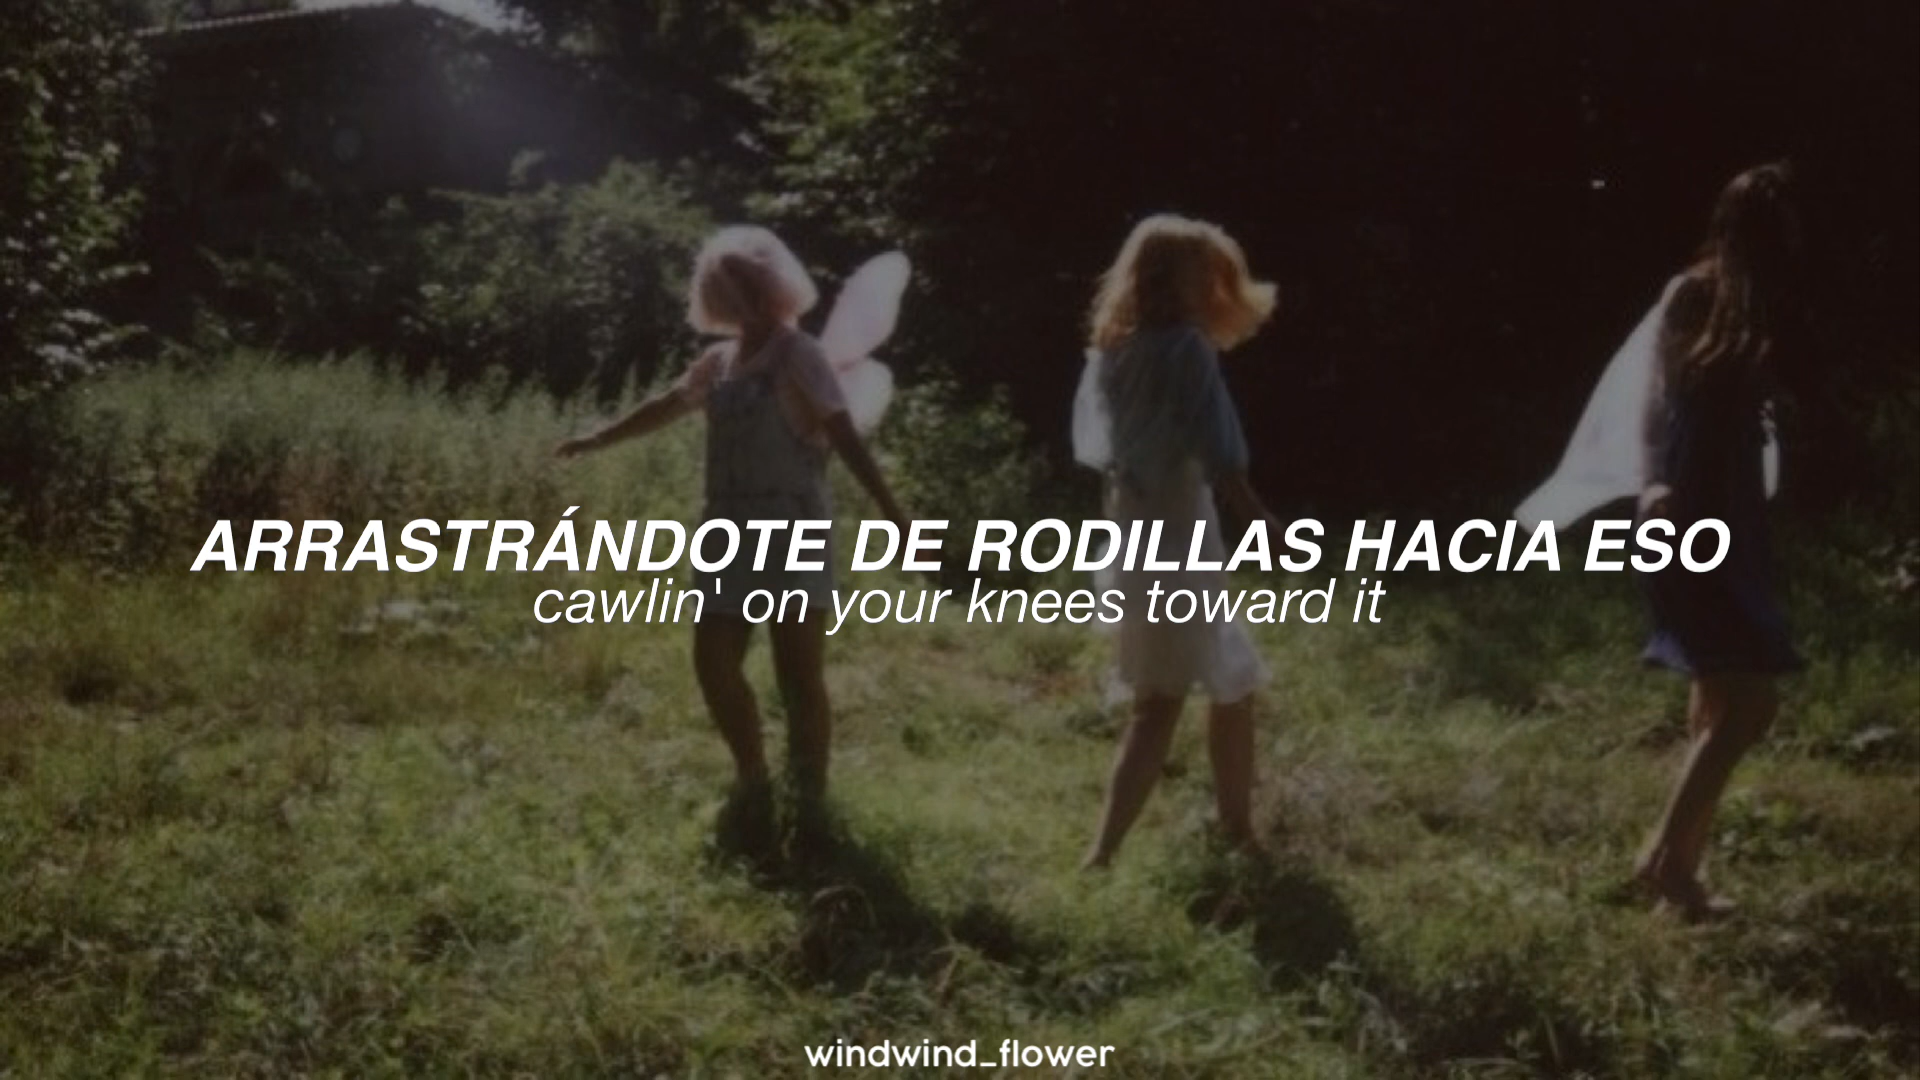 ARRASTRÁNDOTE DE RODILLAS HACIA ESO
cawlin' on your knees toward it
windwind_flower